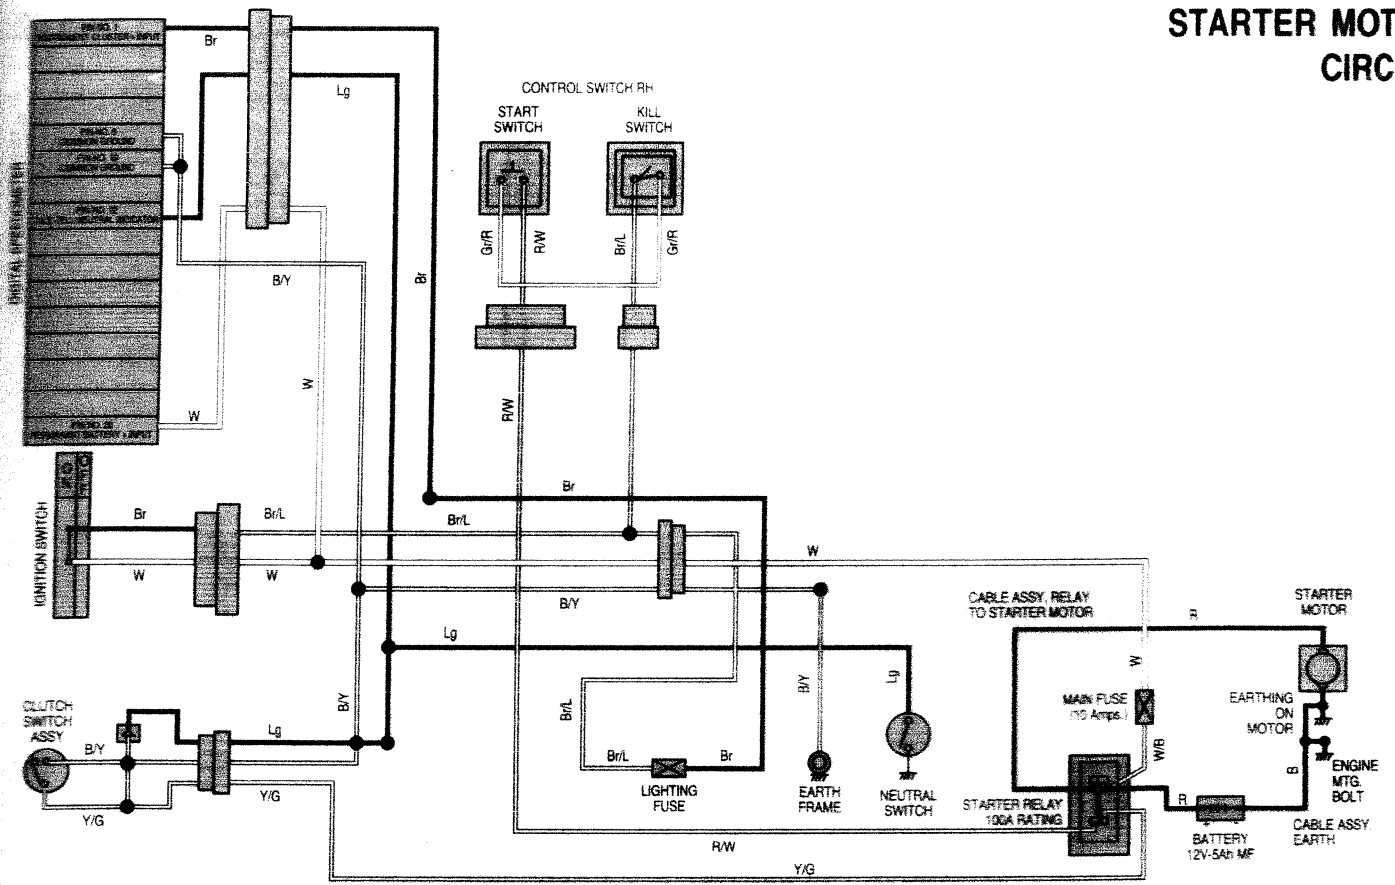 STARTER MOT
CIRC
CONTROL SWITCH RH
START
SWITCH
KILL
SWITCH
Br
Lg
Gr/R
R/W
Br/L
Gr/R
B/Y
Br
W
W
R/W
DIGITAL SPEEDOMETER
IGNITION SWITCH
Br
Br/L
Br/L
Br
W
W
W
B/Y
CABLE ASSY. RELAY
TO STARTER MOTOR
STARTER
MOTOR
R
Lg
Lg
B/Y
B/Y
Br/L
W
MAIN FUSE
(10 Amps.)
EARTHING
ON
MOTOR
CLUTCH
SWITCH
ASSY
B/Y
Lg
Y/G
Y/G
Br/L
Br
LIGHTING
FUSE
EARTH
FRAME
NEUTRAL
SWITCH
W/B
STARTER RELAY
100A RATING
R
B
ENGINE
MTG.
BOLT
+ -
BATTERY
12V-5Ah MF
CABLE ASSY.
EARTH
R/W
Y/G